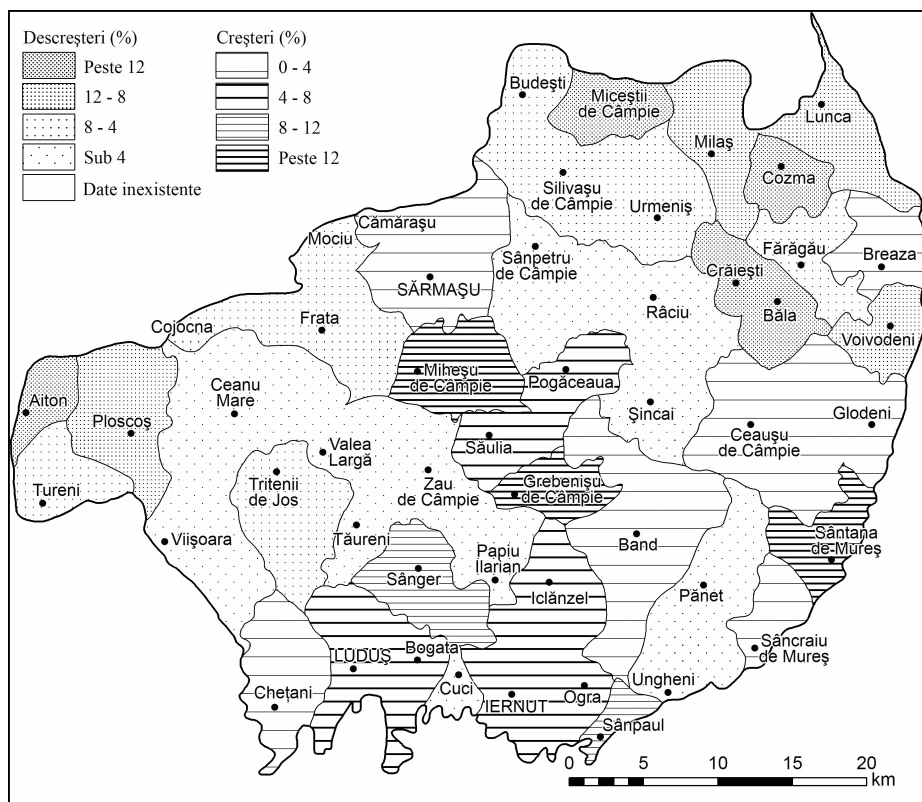 Descreşteri (%)
Peste 12
12 - 8
8 - 4
Sub 4
Date inexistente
Creşteri (%)
0 - 4
4 - 8
8 - 12
Peste 12
Budeşti
Miceştii
de Câmpie
Lunca
Milaş
Cozma
Silivaşu
de Câmpie
Urmeniş
Cămăraşu
Mociu
Sânpetru
de Câmpie
Fărăgău
Breaza
Crăieşti
SĂRMAŞU
Râciu
Băla
Frata
Cojocna
Voivodeni
Miheşu
de Câmpie
Pogăceaua
Aiton
Ceanu
Mare
Şincai
Glodeni
Ploscoş
Ceauşu
de Câmpie
Săulia
Valea
Largă
Tritenii
de Jos
Zau
de Câmpie
Grebenişu
de Câmpie
Tureni
Viişoara
Tăureni
Band
Sântana
de Mureş
Papiu
Ilarian
Sânger
Iclănzel
Pănet
Sâncraiu
de Mureş
Bogata
LUDUŞ
Cuci
Ungheni
Cheţani
IERNUT
Ogra
Sânpaul
0 5 10 15 20
km